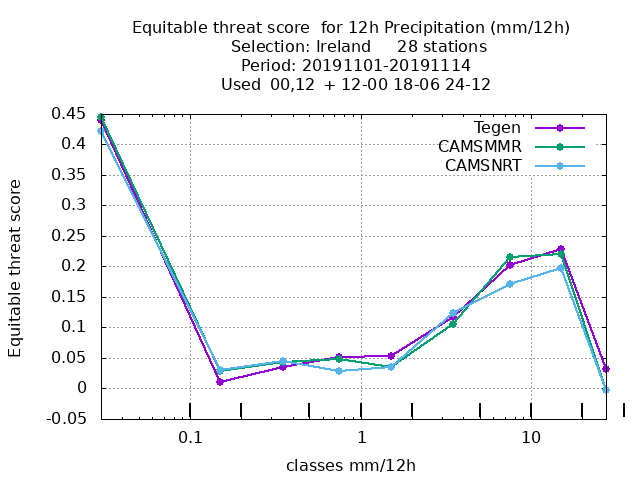 Equitable threat score  for 12h Precipitation (mm/12h)
Selection: Ireland     28 stations
Period: 20191101-20191114
Used  00,12  + 12-00 18-06 24-12
Equitable threat score
0.45
0.4
0.35
0.3
0.25
0.2
0.15
0.1
0.05
0
-0.05
Tegen
CAMSMMR
CAMSNRT
0.1
1
10
classes mm/12h